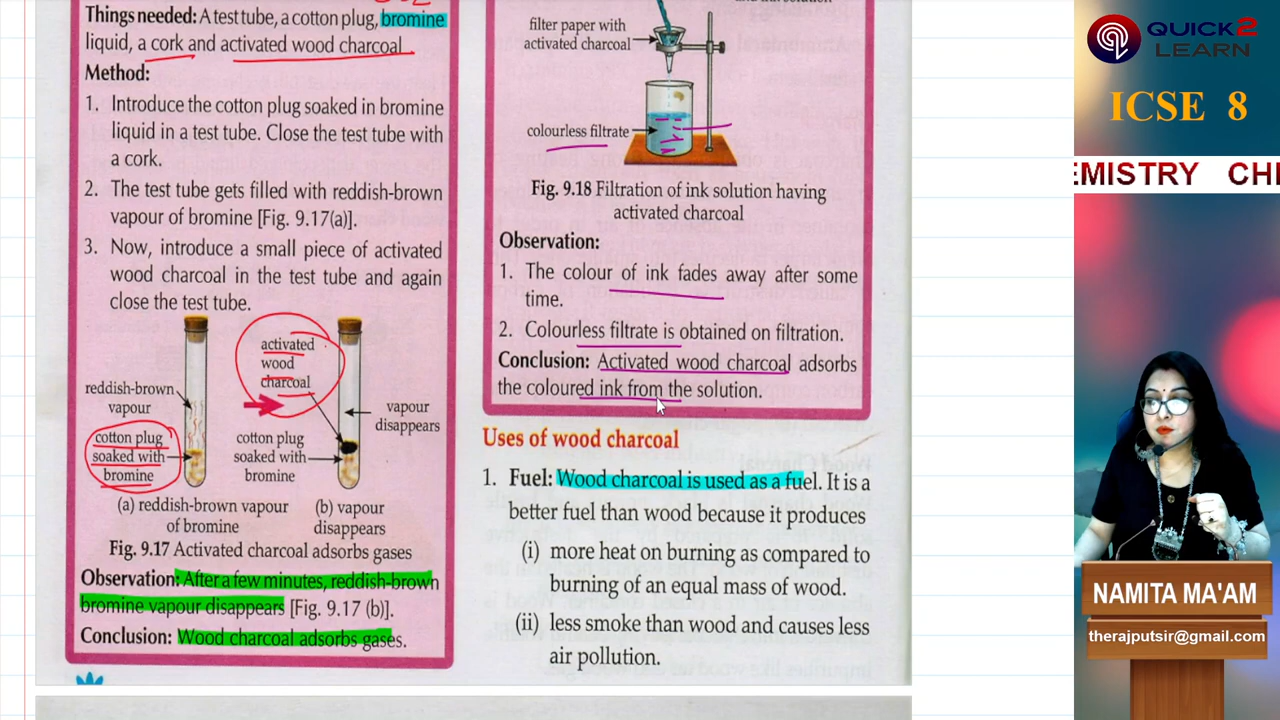 Things needed: A test tube, a cotton plug, bromine
liquid, a cork and activated wood charcoal
Method:
1. Introduce the cotton plug soaked in bromine
liquid in a test tube. Close the test tube with
a cork.
2. The test tube gets filled with reddish-brown
vapour of bromine [Fig. 9.17(a)].
3. Now, introduce a small piece of activated
wood charcoal in the test tube and again
close the test tube.
reddish-brown
vapour
cotton plug
soaked with
bromine
activated
wood
charcoal
cotton plug
soaked with
bromine
vapour
disappears
(a) reddish-brown vapour
of bromine
(b) vapour
disappears
Fig. 9.17 Activated charcoal adsorbs gases
Observation: After a few minutes, reddish-brown
bromine vapour disappears [Fig. 9.17 (b)].
Conclusion: Wood charcoal adsorbs gases.
filter paper with
activated charcoal
colourless filtrate
Fig. 9.18 Filtration of ink solution having
activated charcoal
Observation:
1. The colour of ink fades away after some
time.
2. Colourless filtrate is obtained on filtration.
Conclusion: Activated wood charcoal adsorbs
the coloured ink from the solution.
Uses of wood charcoal
1. Fuel: Wood charcoal is used as a fuel. It is a
better fuel than wood because it produces
(i) more heat on burning as compared to
burning of an equal mass of wood.
(ii) less smoke than wood and causes less
air pollution.
QUICK2
LEARN
ICSE 8
EMISTRY CHE
NAMITA MA'AM
therajputsir@gmail.com